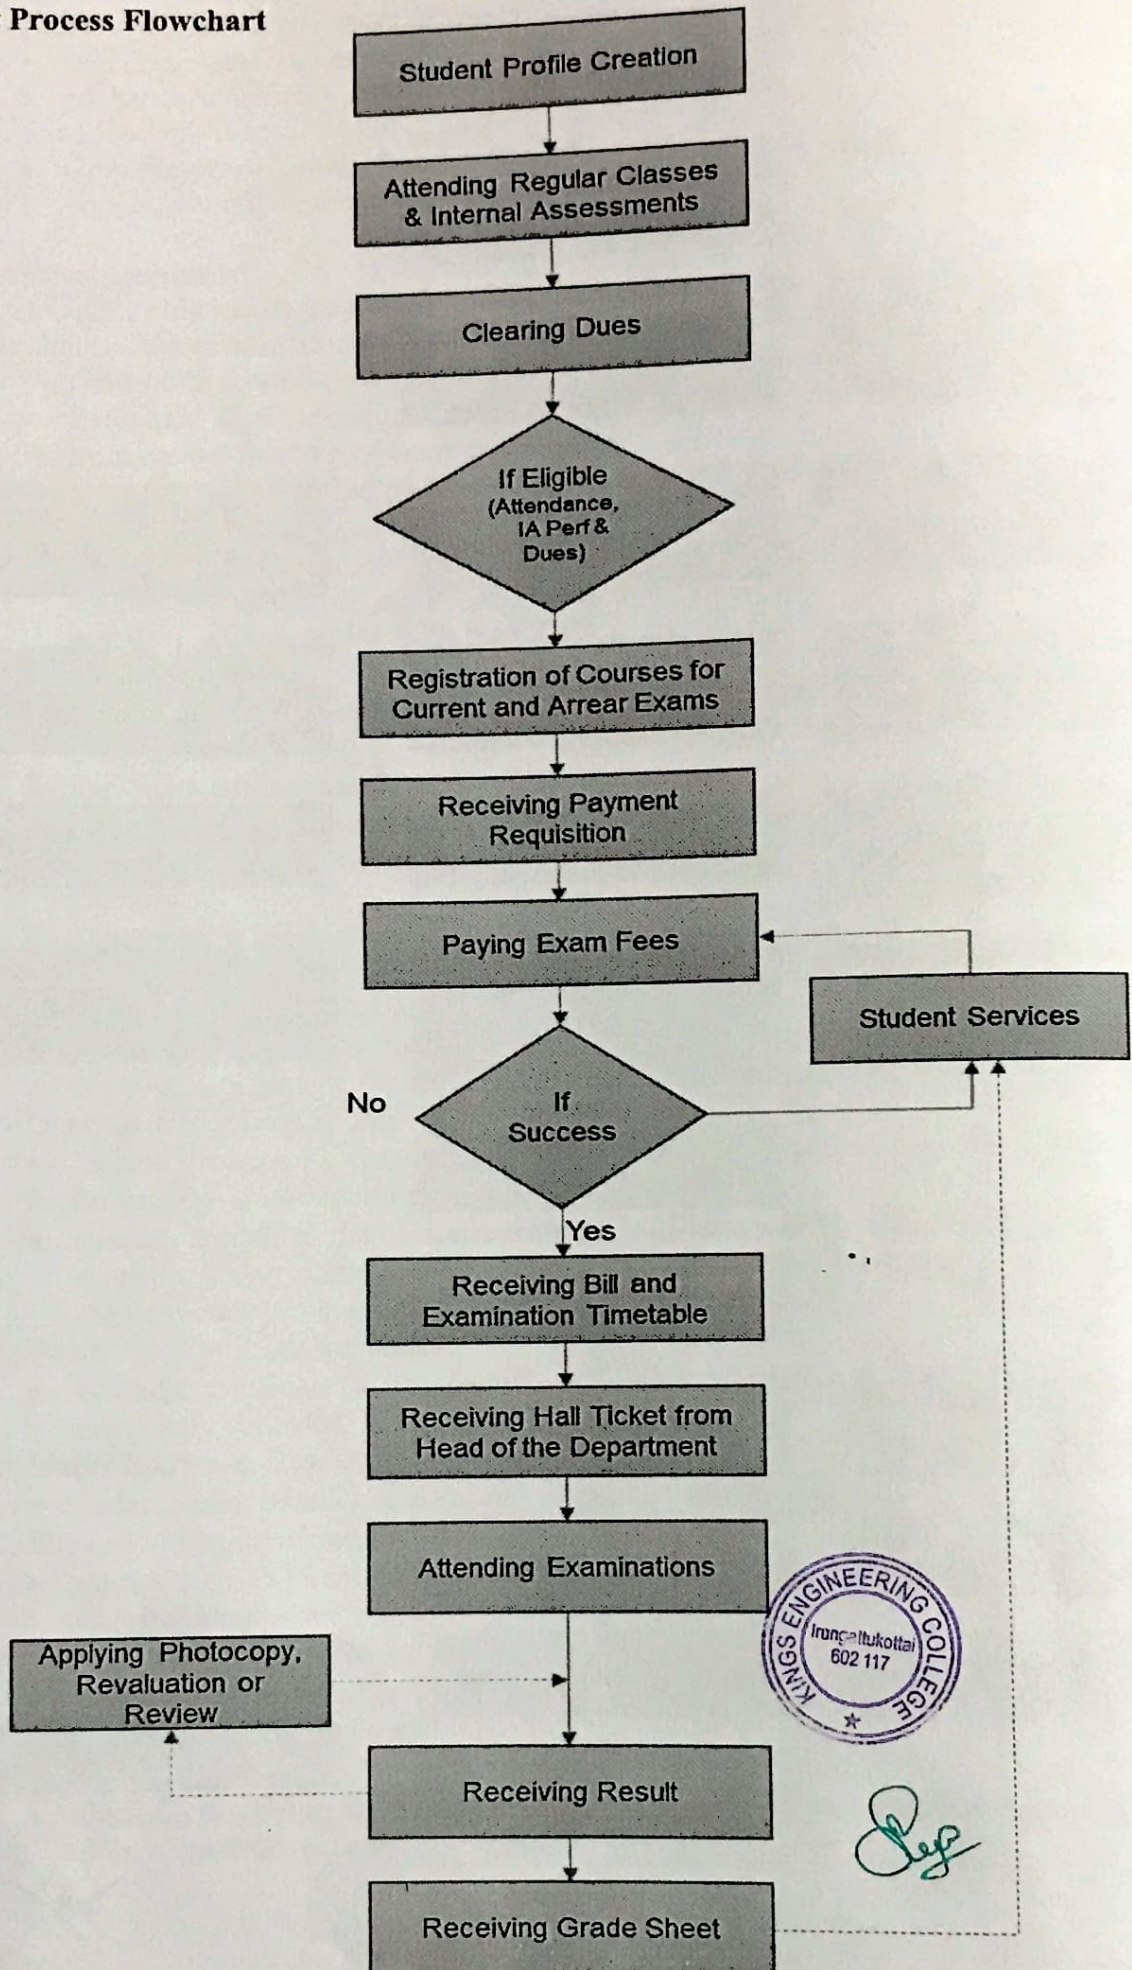 Process Flowchart
Student Profile Creation
Attending Regular Classes
& Internal Assessments
Clearing Dues
If Eligible
(Attendance,
IA Perf &
Dues)
Registration of Courses for
Current and Arrear Exams
Receiving Payment
Requisition
Paying Exam Fees
Student Services
No
If
Success
Yes
Receiving Bill and
Examination Timetable
Receiving Hall Ticket from
Head of the Department
Attending Examinations
KINGS ENGINEERING COLLEGE
Irungattukottai
602 117
Applying Photocopy,
Revaluation or
Review
Receiving Result
Receiving Grade Sheet